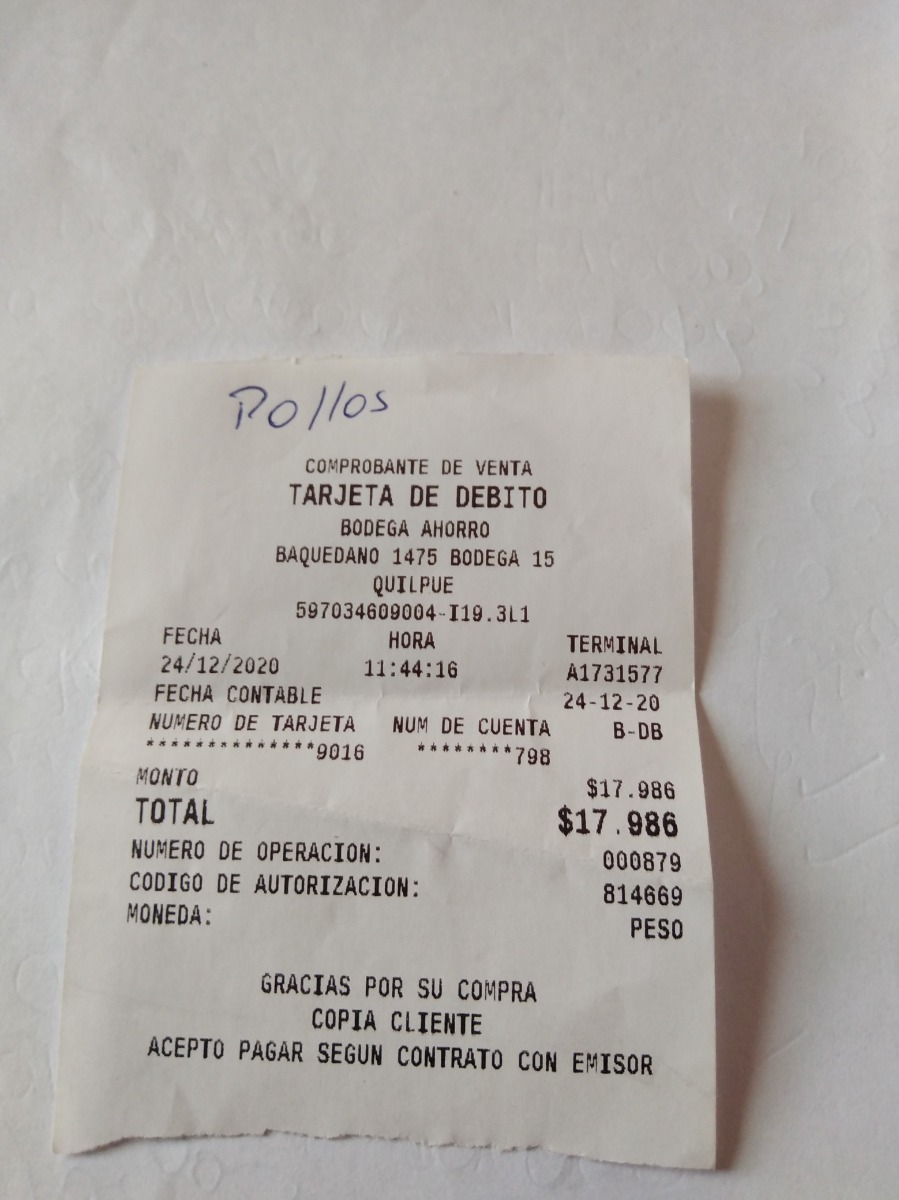 Pollos
COMPROBANTE DE VENTA
TARJETA DE DEBITO
BODEGA AHORRO
BAQUEDANO 1475 BODEGA 15
QUILPUE
597034609004-I19.3L1
FECHA HORA TERMINAL
24/12/2020 11:44:16 A1731577
FECHA CONTABLE 24-12-20
NUMERO DE TARJETA NUM DE CUENTA B-DB
**************9016 ********798
MONTO $17.986
TOTAL $17.986
NUMERO DE OPERACION: 000879
CODIGO DE AUTORIZACION: 814669
MONEDA: PESO
GRACIAS POR SU COMPRA
COPIA CLIENTE
ACEPTO PAGAR SEGUN CONTRATO CON EMISOR